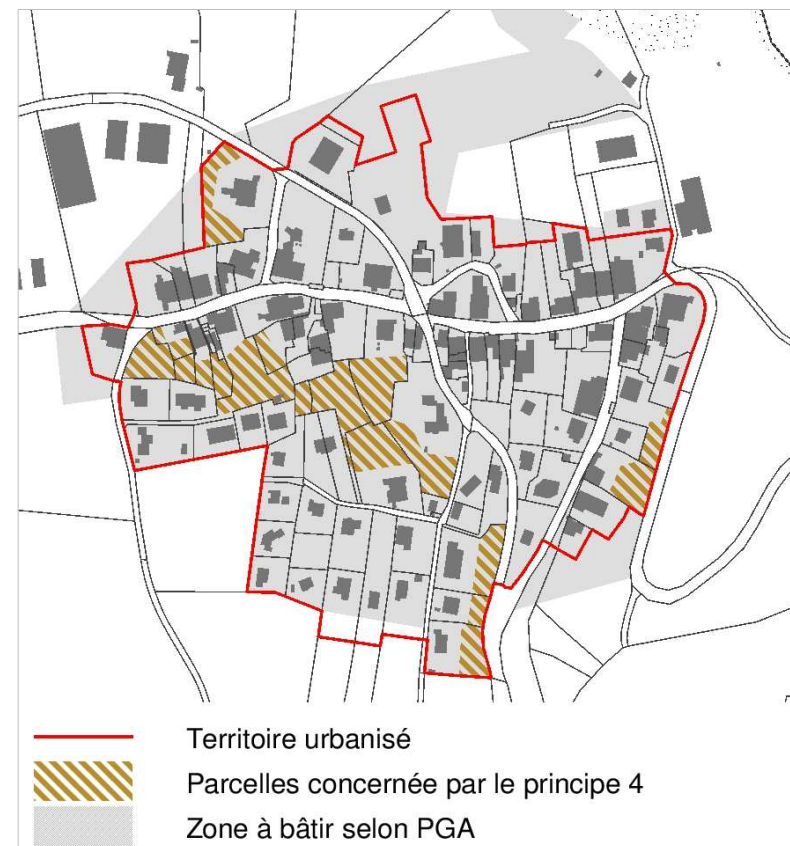 Territoire urbanisé
Parcelles concernée par le principe 4
Zone à bâtir selon PGA